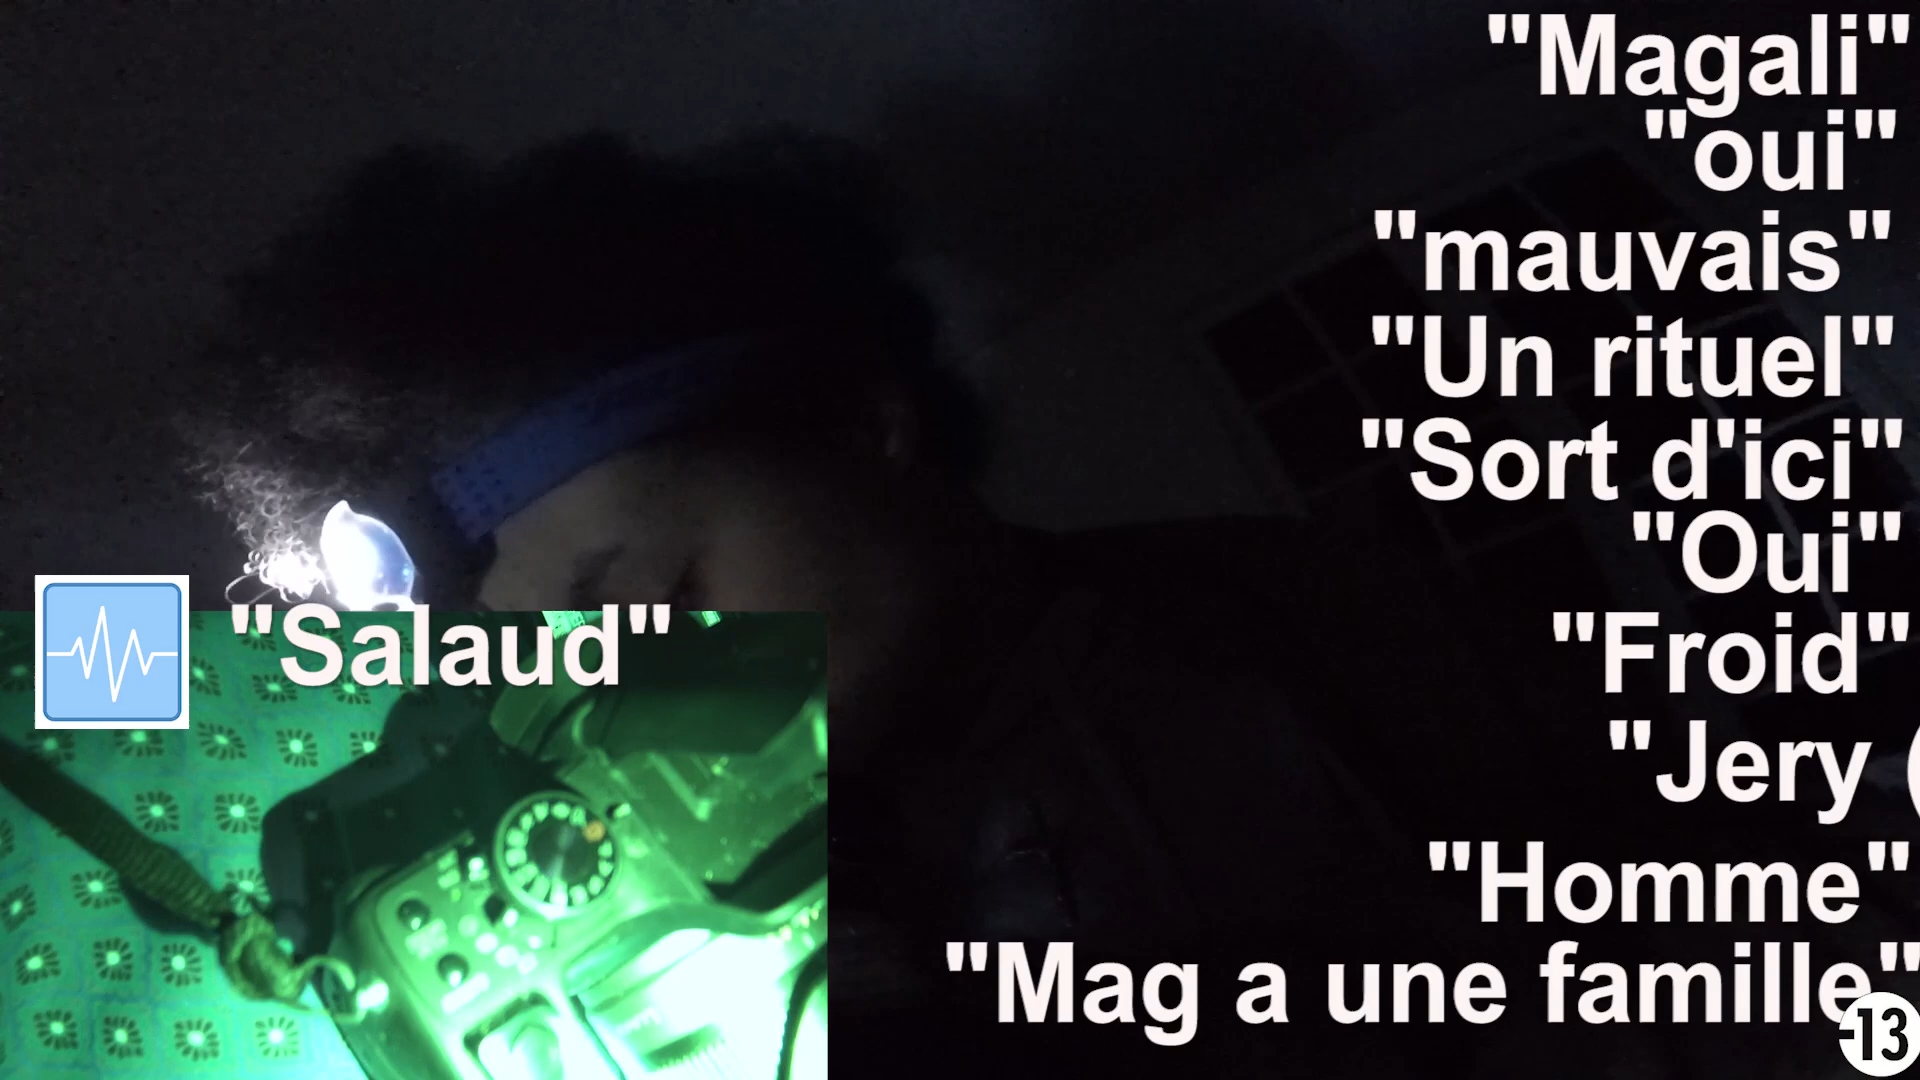 "Magali"
"oui"
"mauvais"
"Un rituel"
"Sort d'ici"
"Oui"
"Froid"
"Salaud"
"Jery (
"Homme"
"Mag a une famille"
-13